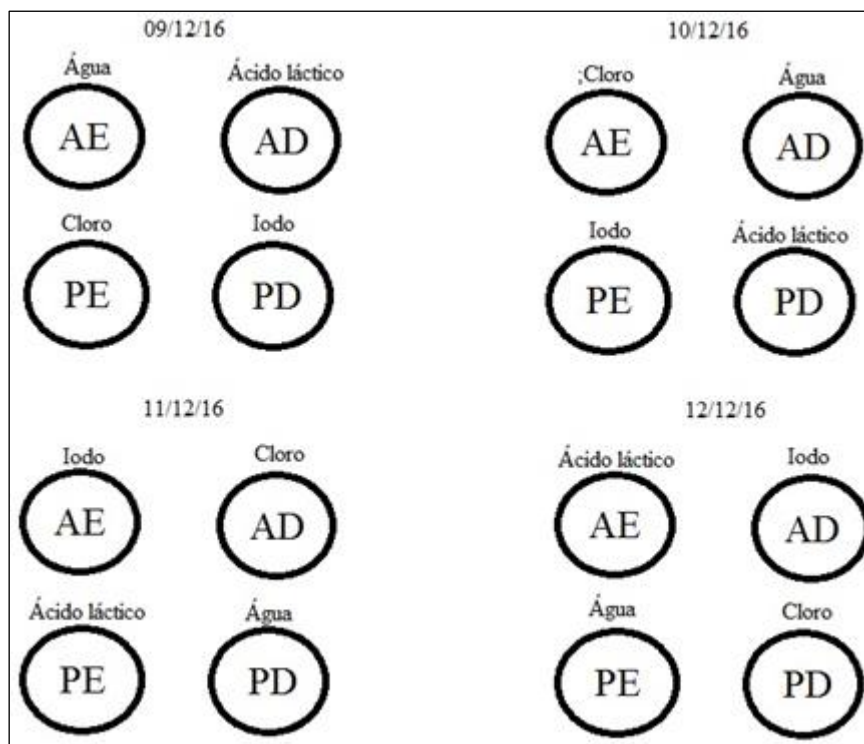 09/12/16
Água Ácido láctico
AE AD
Cloro Iodo
PE PD
10/12/16
;Cloro Água
AE AD
Iodo Ácido láctico
PE PD
11/12/16
Iodo Cloro
AE AD
Ácido láctico Água
PE PD
12/12/16
Ácido láctico Iodo
AE AD
Água Cloro
PE PD